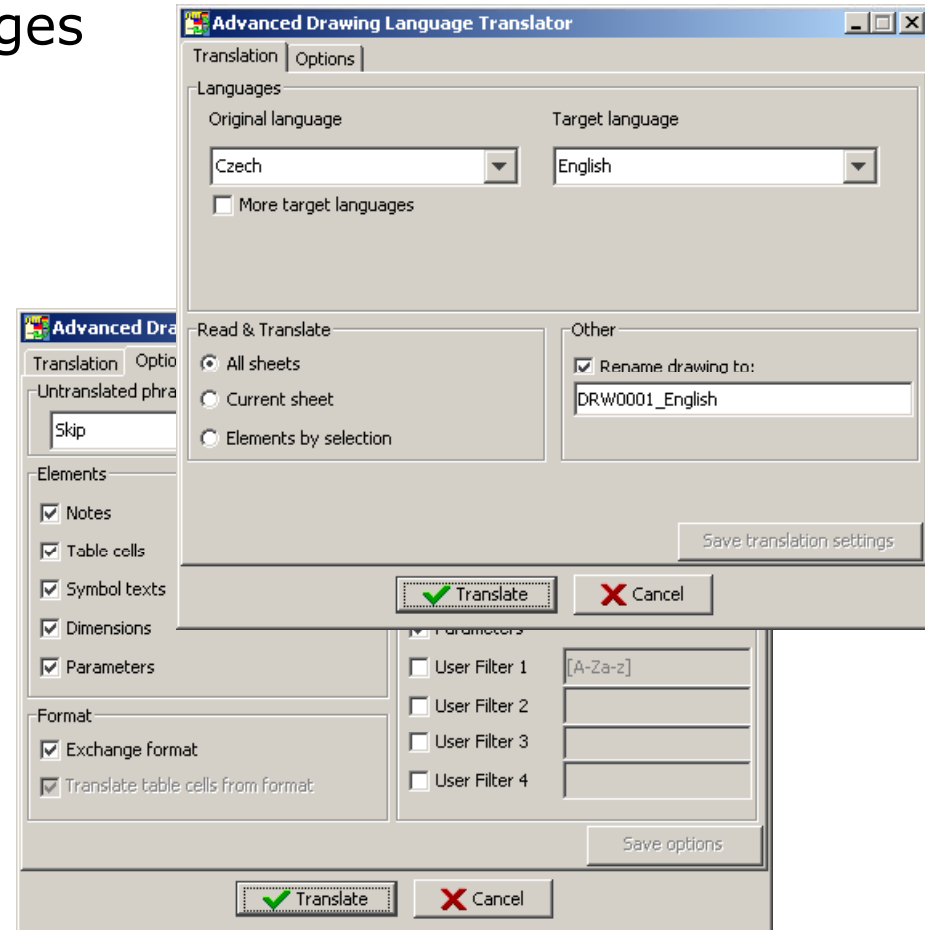 ges
Advanced Drawing Language Translator
Translation Options
Languages
Original language Target language
Czech English
More target languages
Read & Translate Other
All sheets Rename drawing to:
Current sheet DRW0001_English
Elements by selection
Save translation settings
Translate Cancel
Advanced Dra
Translation Optio
Untranslated phra
Skip
Elements
Notes
Table cells
Symbol texts
Dimensions
Parameters Parameters
User Filter 1 [A-Za-z]
User Filter 2
Format
Exchange format User Filter 3
Translate table cells from format User Filter 4
Save options
Translate Cancel